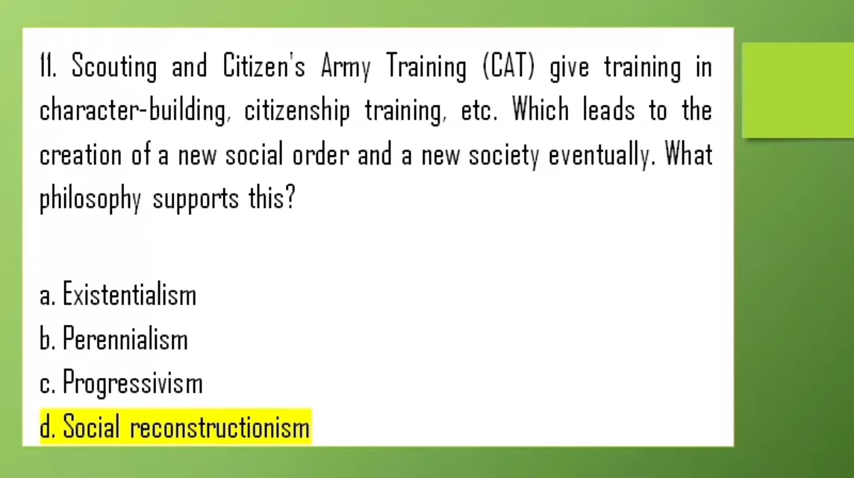 11. Scouting and Citizen's Army Training (CAT) give training in
character-building, citizenship training, etc. Which leads to the
creation of a new social order and a new society eventually. What
philosophy supports this?
a. Existentialism
b. Perennialism
c. Progressivism
d. Social reconstructionism